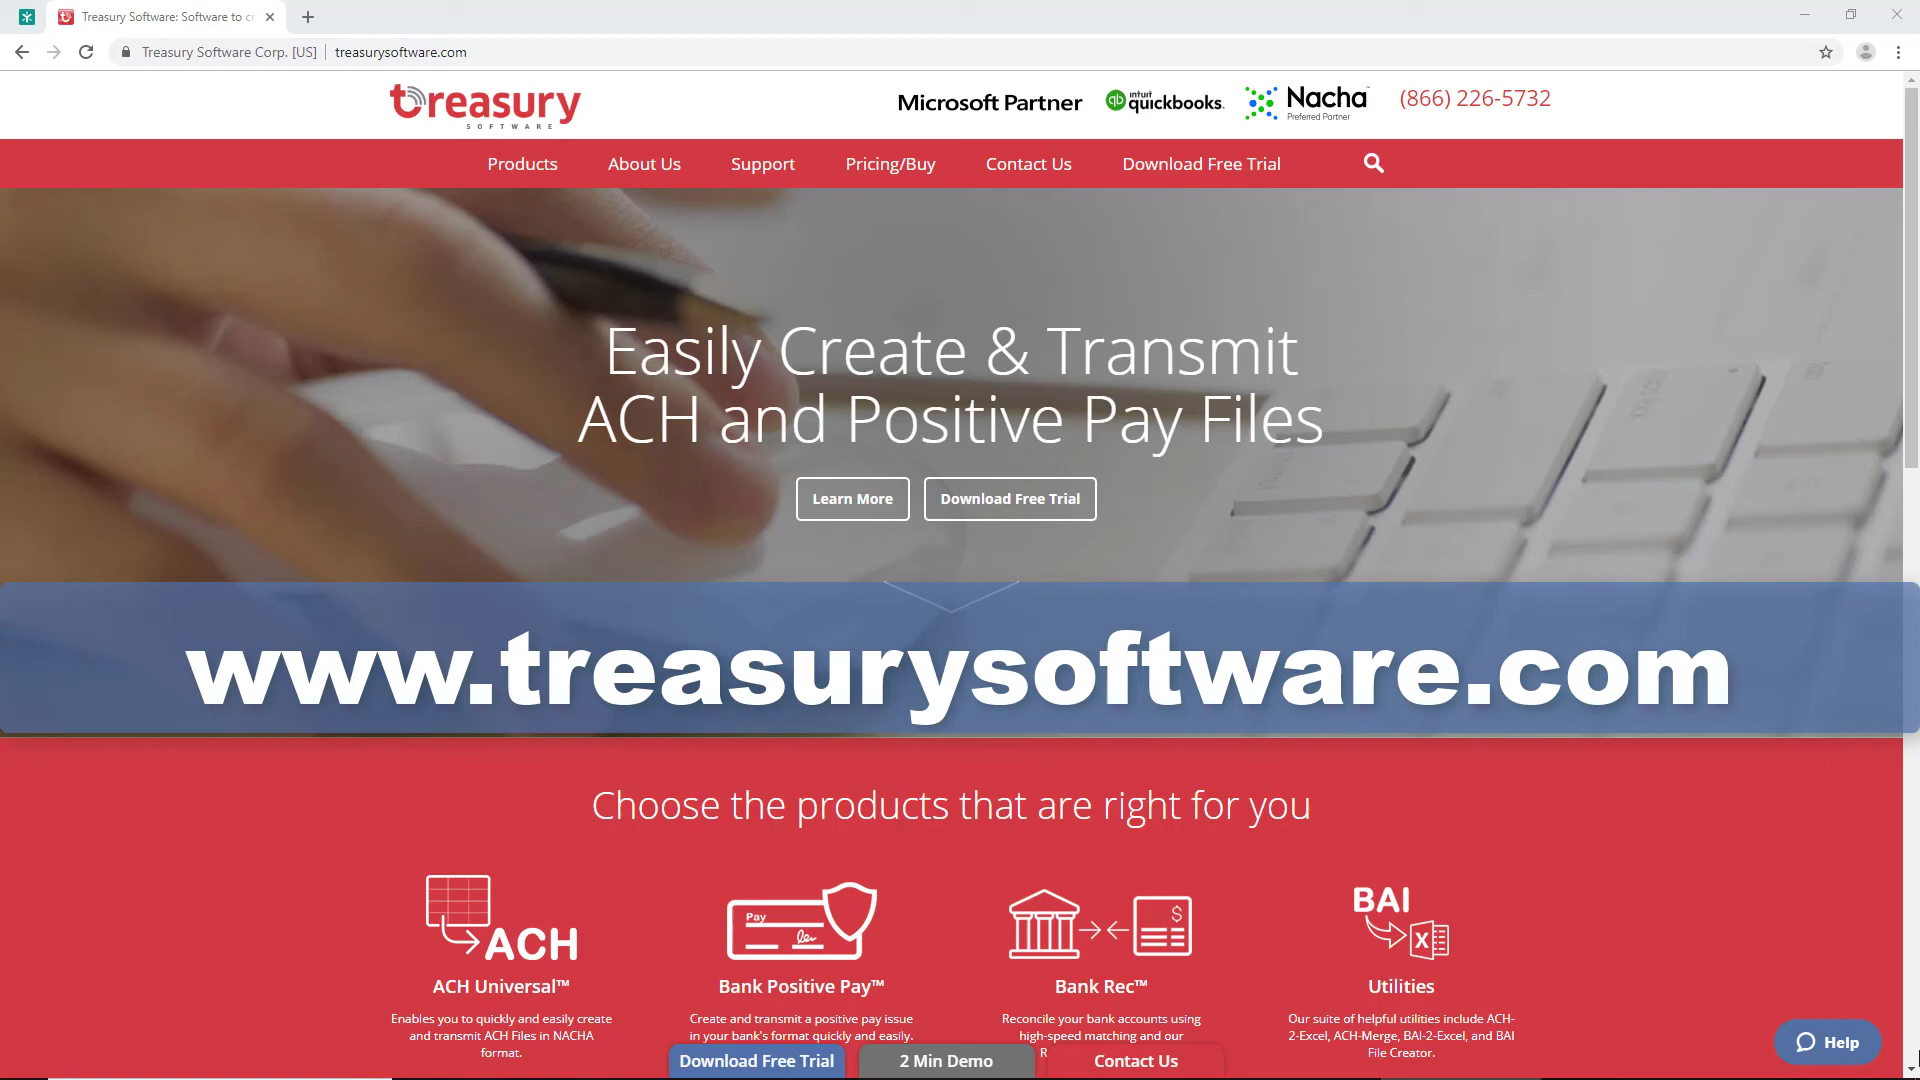 Treasury Software: Software to c
Treasury Software Corp. [US]
treasurysoftware.com
treasury
SOFTWARE
Microsoft Partner
intuit
quickbooks.
qb
Nacha
Preferred Partner
(866) 226-5732
Products
About Us
Support
Pricing/Buy
Contact Us
Download Free Trial
Easily Create & Transmit
ACH and Positive Pay Files
Learn More
Download Free Trial
www.treasurysoftware.com
Choose the products that are right for you
ACH
Pay
$
BAI
X
ACH Universal™
Bank Positive Pay™
Bank Rec™
Utilities
Enables you to quickly and easily create
and transmit ACH Files in NACHA
format.
Create and transmit a positive pay issue
in your bank's format quickly and easily.
Reconcile your bank accounts using
high-speed matching and our
R
Our suite of helpful utilities include ACH-
2-Excel, ACH-Merge, BAI-2-Excel, and BAI
File Creator.
Download Free Trial
2 Min Demo
Contact Us
Help